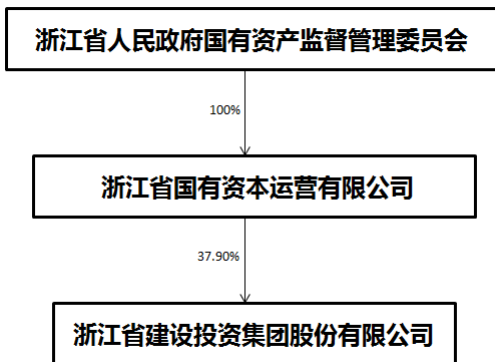 浙江省人民政府国有资产监督管理委员会
100%
浙江省国有资本运营有限公司
37.90%
浙江省建设投资集团股份有限公司